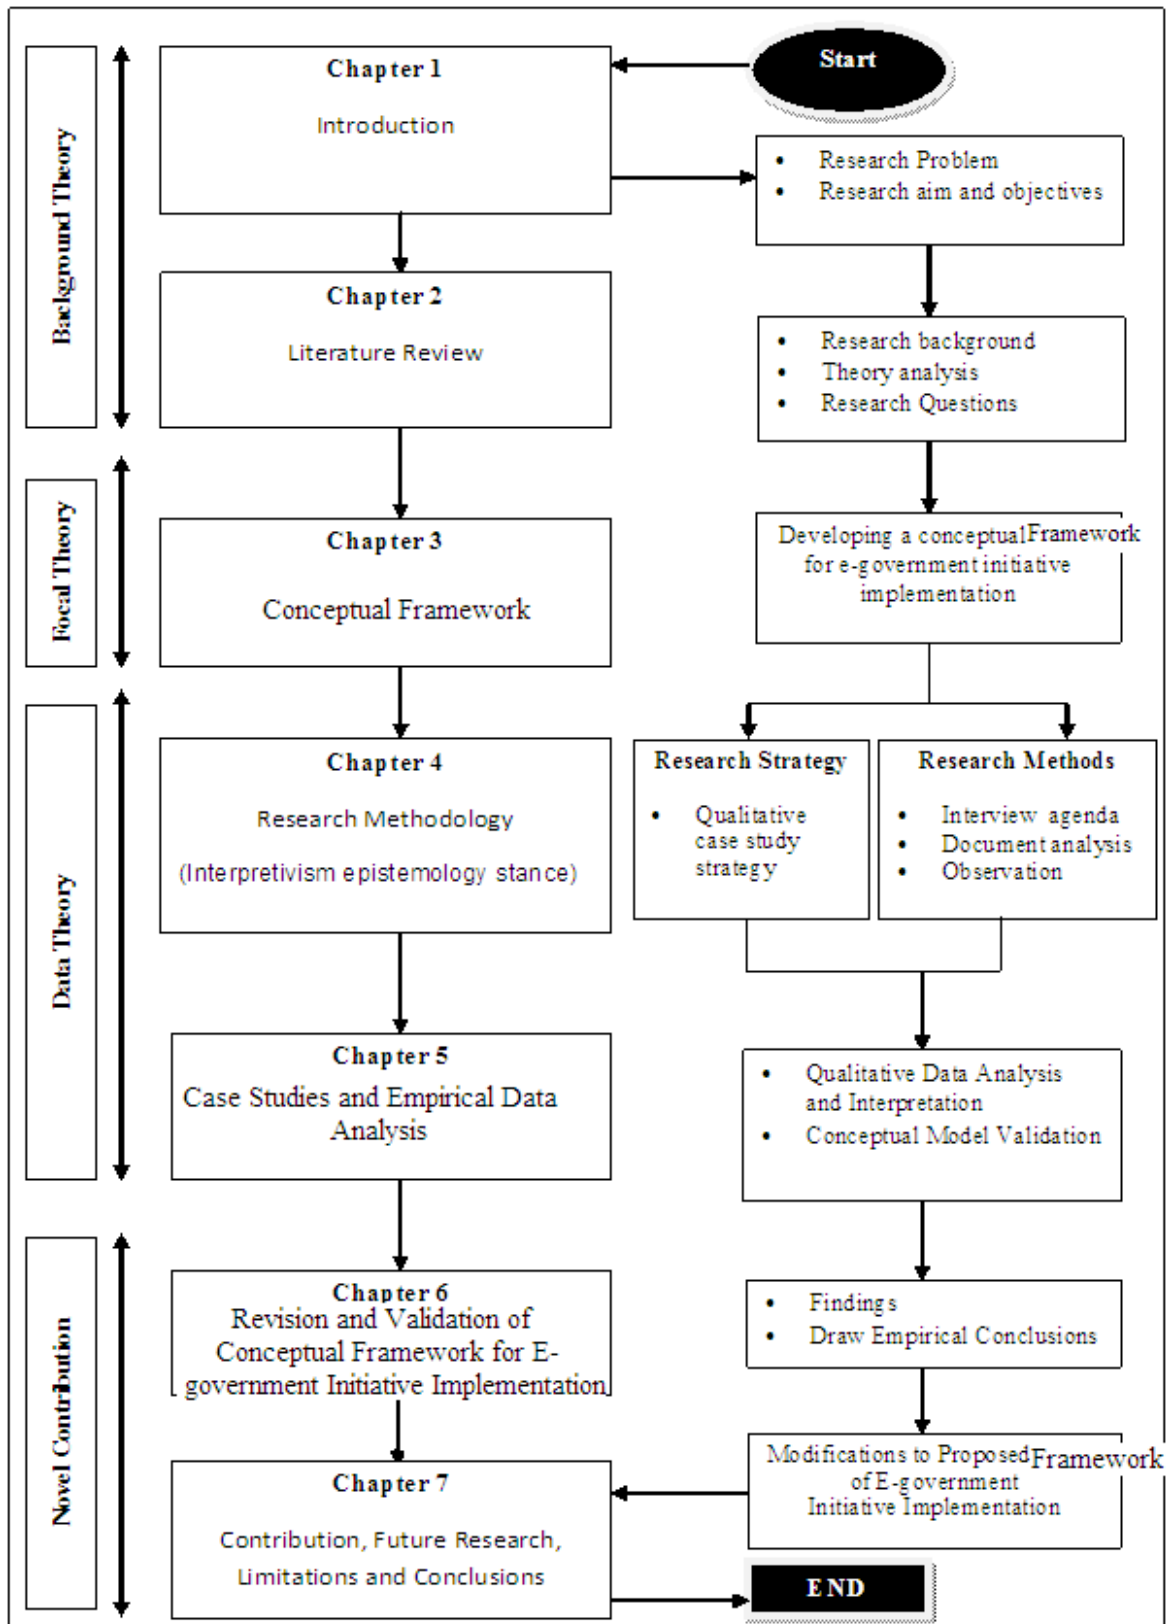 Start
Chapter 1
Introduction
• Research Problem
• Research aim and objectives
Background Theory
Chapter 2
Literature Review
• Research background
• Theory analysis
• Research Questions
Focal Theory
Chapter 3
Conceptual Framework
Developing a conceptual Framework
for e-government initiative
implementation
Data Theory
Chapter 4
Research Methodology
(Interpretivism epistemology stance)
Research Strategy
• Qualitative
case study
strategy
Research Methods
• Interview agenda
• Document analysis
• Observation
Chapter 5
Case Studies and Empirical Data
Analysis
• Qualitative Data Analysis
and Interpretation
• Conceptual Model Validation
Novel Contribution
Chapter 6
Revision and Validation of
Conceptual Framework for E-
government Initiative Implementation
• Findings
• Draw Empirical Conclusions
Modifications to Proposed Framework
of E-government
Initiative Implementation
Chapter 7
Contribution, Future Research,
Limitations and Conclusions
END